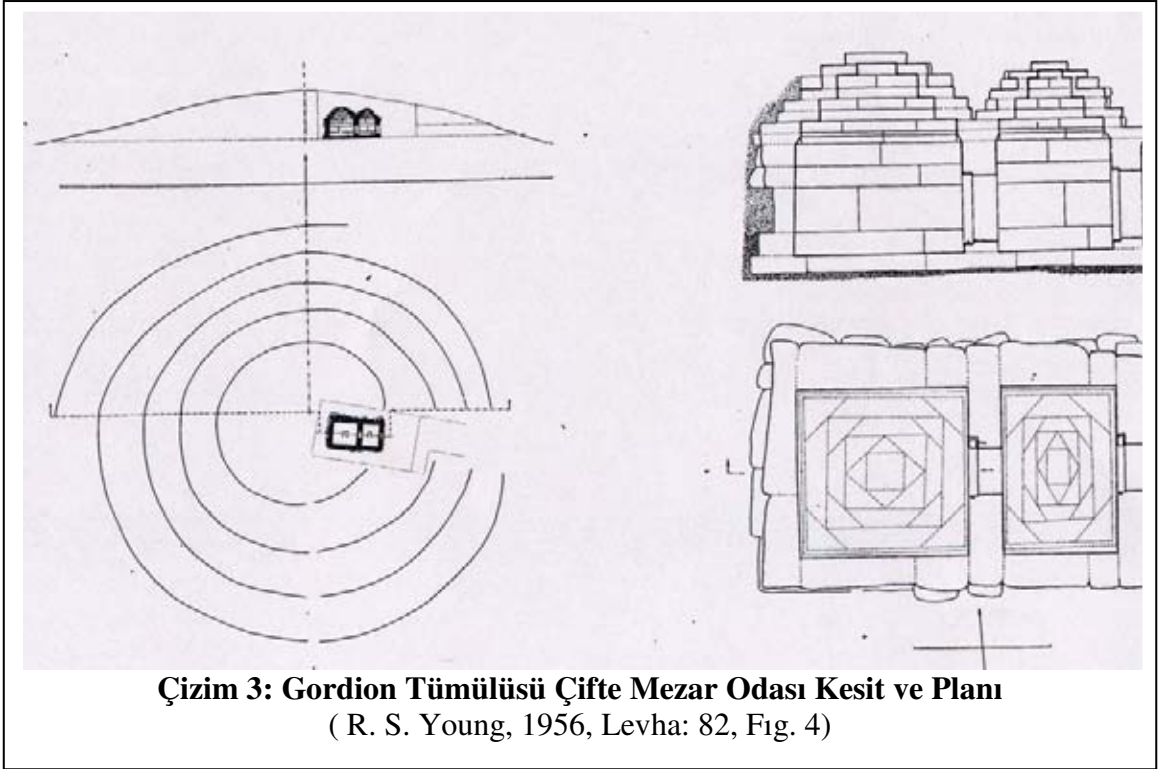 Çizim 3: Gordion Tümülüsü Çifte Mezar Odası Kesit ve Planı
( R. S. Young, 1956, Levha: 82, Fıg. 4)